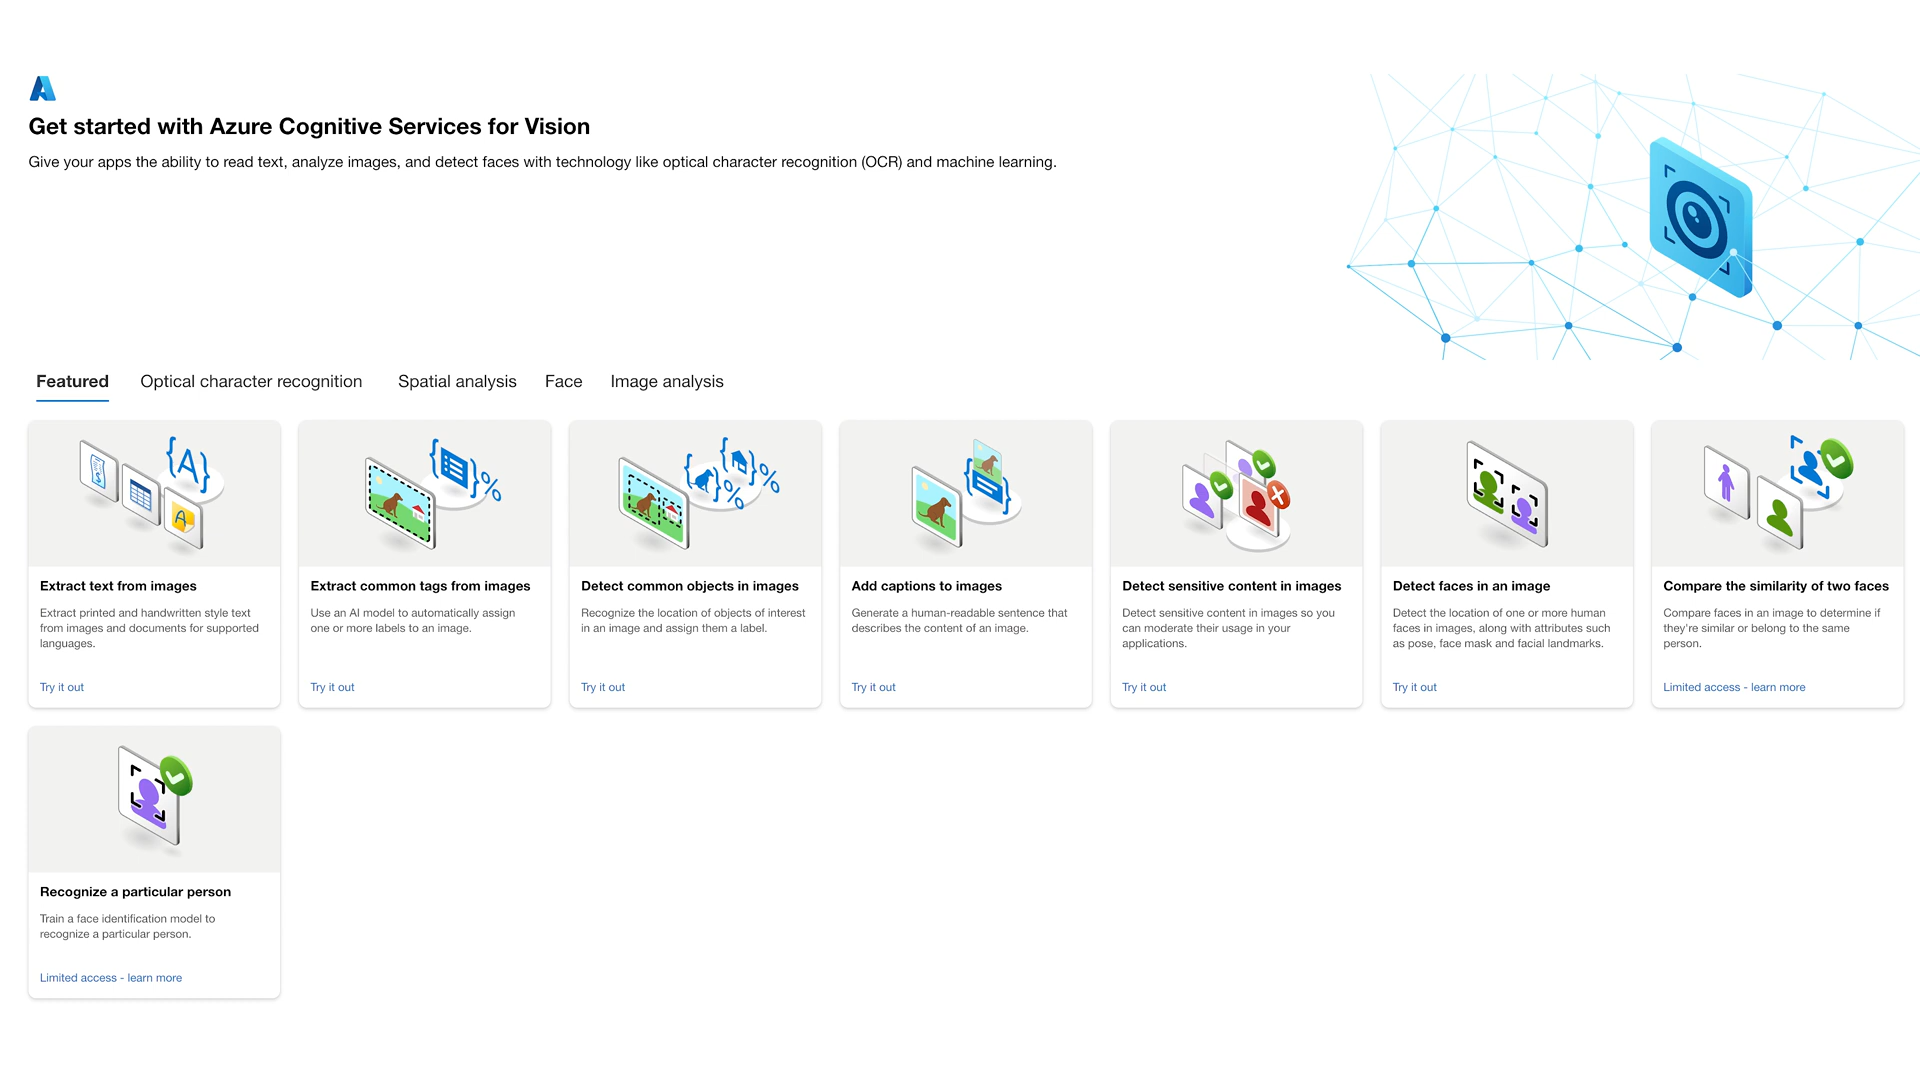 Get started with Azure Cognitive Services for Vision
Give your apps the ability to read text, analyze images, and detect faces with technology like optical character recognition (OCR) and machine learning.
Featured
Optical character recognition
Spatial analysis
Face
Image analysis
Extract text from images
Extract printed and handwritten style text
from images and documents for supported
languages.
Try it out
Extract common tags from images
Use an AI model to automatically assign
one or more labels to an image.
Try it out
Detect common objects in images
Recognize the location of objects of interest
in an image and assign them a label.
Try it out
Add captions to images
Generate a human-readable sentence that
describes the content of an image.
Try it out
Detect sensitive content in images
Detect sensitive content in images so you
can moderate their usage in your
applications.
Try it out
Detect faces in an image
Detect the location of one or more human
faces in images, along with attributes such
as pose, face mask and facial landmarks.
Try it out
Compare the similarity of two faces
Compare faces in an image to determine if
they're similar or belong to the same
person.
Limited access - learn more
Recognize a particular person
Train a face identification model to
recognize a particular person.
Limited access - learn more